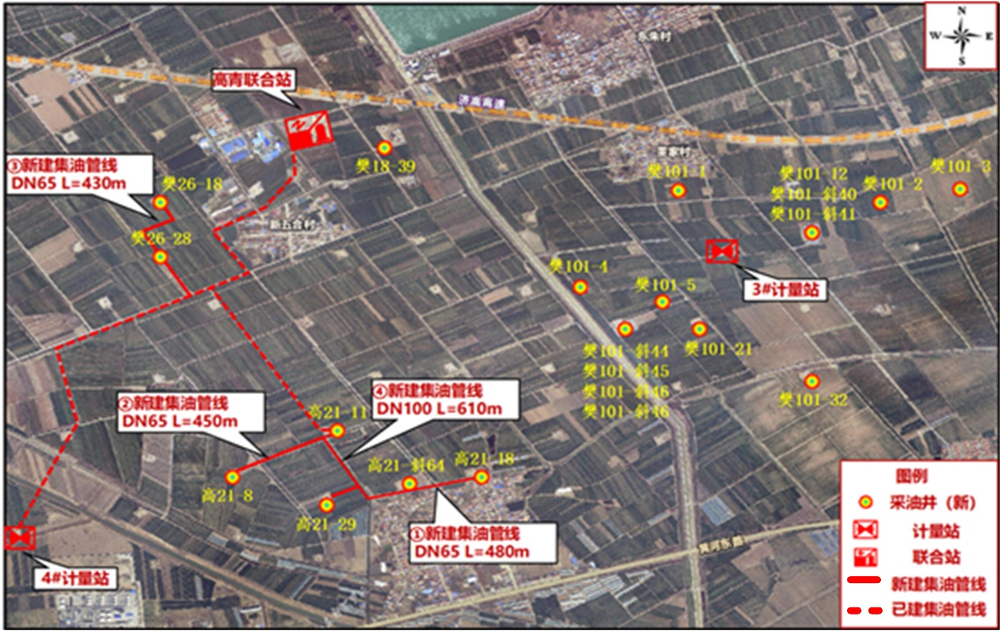 东朱村
N
W E
S
高青联合站
济高高速
樊18-39
董家村
樊101-1
樊101-12
樊101-斜40
樊101-斜41
樊101-2
樊101-3
③新建集油管线
DN65 L=430m
樊26-18
樊26-28
新五合村
樊101-4
樊101-5
3#计量站
樊101-21
樊101-斜44
樊101-斜45
樊101-斜46
樊101-斜46
樊101-32
②新建集油管线
DN65 L=450m
高21-11
④新建集油管线
DN100 L=610m
高21-8
高21-斜64
高21-18
高21-29
①新建集油管线
DN65 L=480m
黄河东路
4#计量站
图例
采油井（新）
计量站
联合站
新建集油管线
已建集油管线